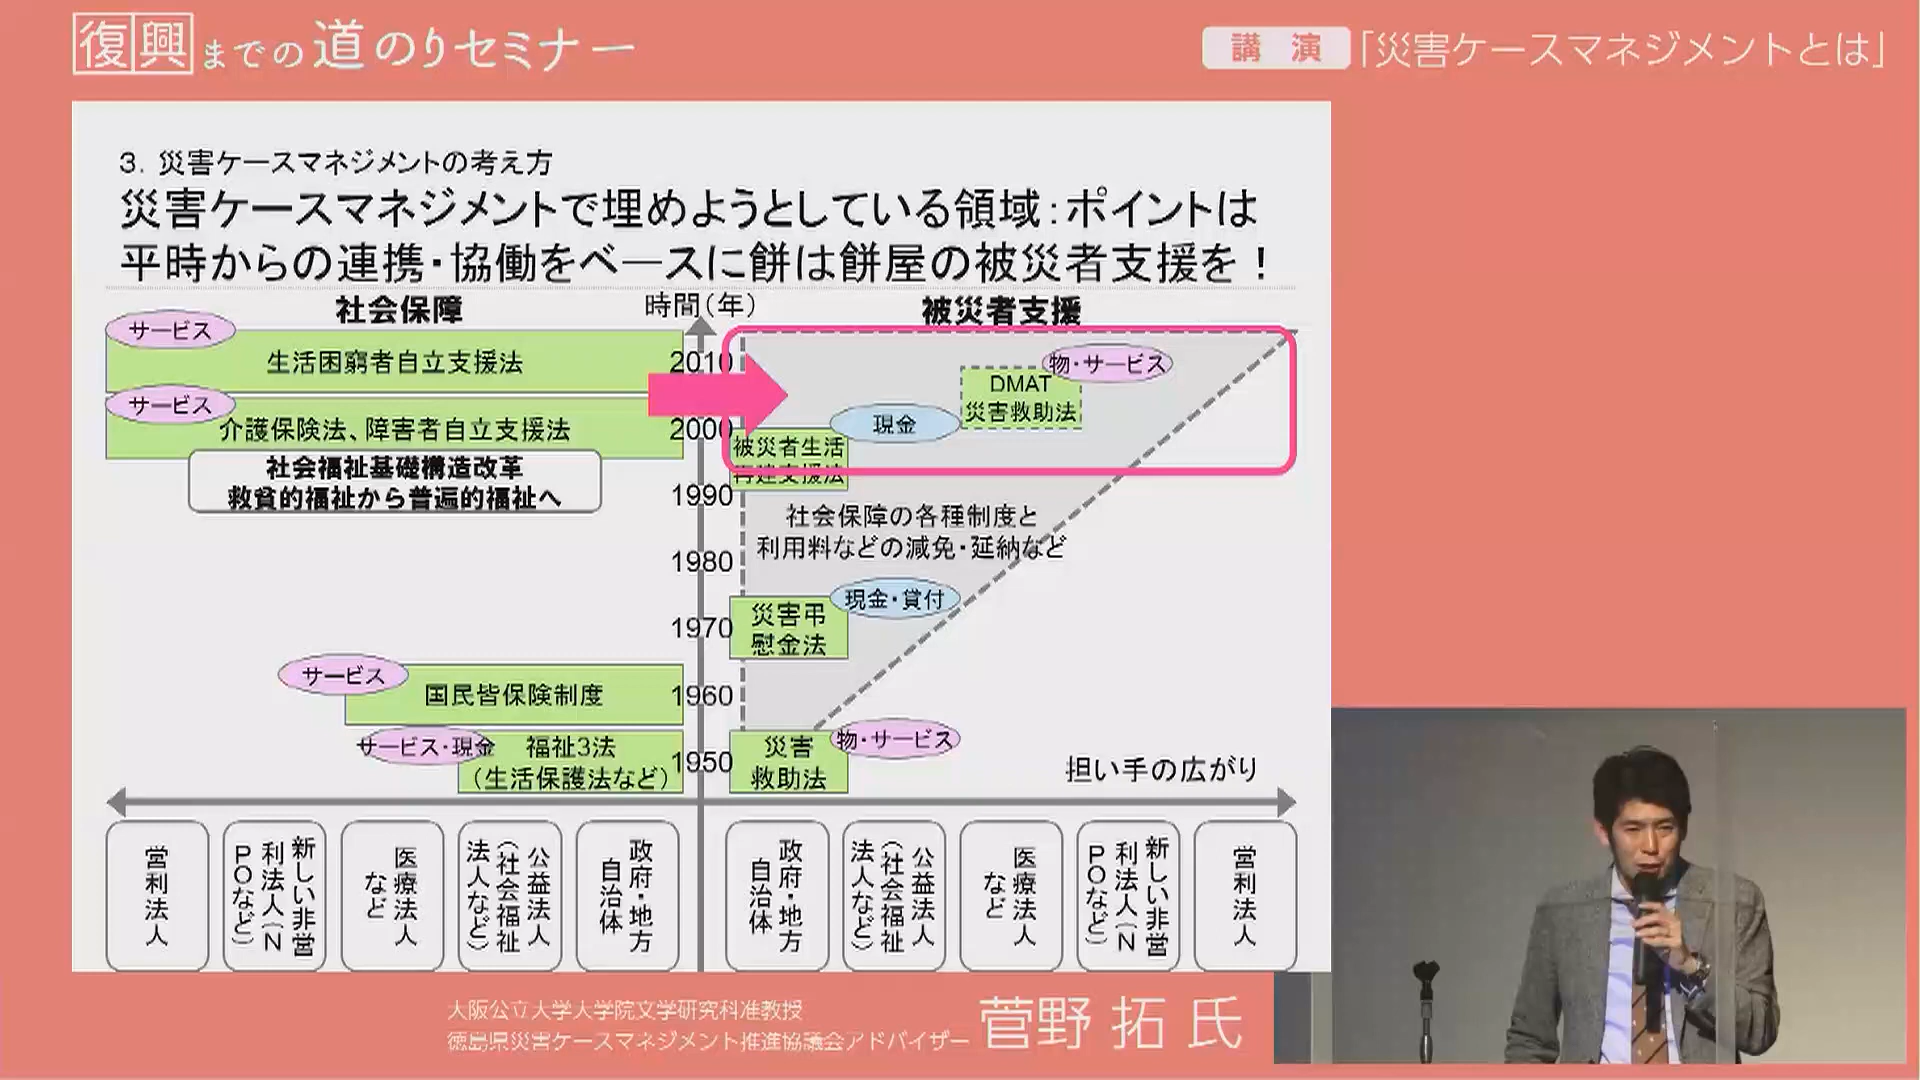 復興までの道のりセミナー
講演「災害ケースマネジメントとは」
3. 災害ケースマネジメントの考え方
災害ケースマネジメントで埋めようとしている領域：ポイントは
平時からの連携・協働をベースに餅は餅屋の被災者支援を！
社会保障
時間（年）
被災者支援
サービス
生活困窮者自立支援法
サービス
介護保険法、障害者自立支援法
社会福祉基礎構造改革
救貧的福祉から普遍的福祉へ
サービス
国民皆保険制度
サービス・現金
福祉3法
（生活保護法など）
2010
2000
1990
1980
1970
1960
1950
物・サービス
DMAT
災害救助法
現金
被災者生活
再建支援法
社会保障の各種制度と
利用料などの減免・延納など
現金・貸付
災害弔
慰金法
物・サービス
災害
救助法
担い手の広がり
営利法人
新しい非営
利法人（N
POなど）
医療法人
など
公益法人
（社会福祉
法人など）
政府・地方
自治体
政府・地方
自治体
公益法人
（社会福祉
法人など）
医療法人
など
新しい非営
利法人（N
POなど）
営利法人
大阪公立大学大学院文学研究科准教授
徳島県災害ケースマネジメント推進協議会アドバイザー
菅野 拓 氏